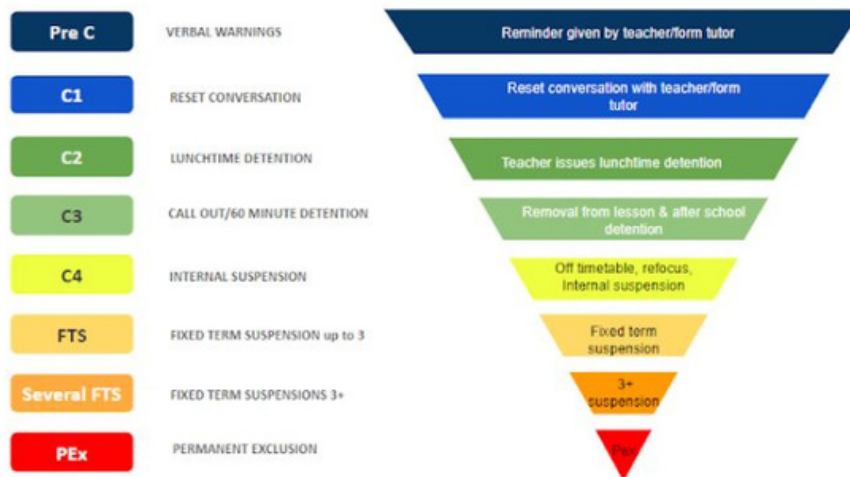 Pre C
VERBAL WARNINGS
Reminder given by teacher/form tutor
C1
RESET CONVERSATION
Reset conversation with teacher/form
tutor
C2
LUNCHTIME DETENTION
Teacher issues lunchtime detention
C3
CALL OUT/60 MINUTE DETENTION
Removal from lesson & after school
detention
C4
INTERNAL SUSPENSION
Off timetable, refocus,
Internal suspension
FTS
FIXED TERM SUSPENSION up to 3
Fixed term
suspension
Several FTS
FIXED TERM SUSPENSIONS 3+
3+
suspension
PEx
PERMANENT EXCLUSION
Pex